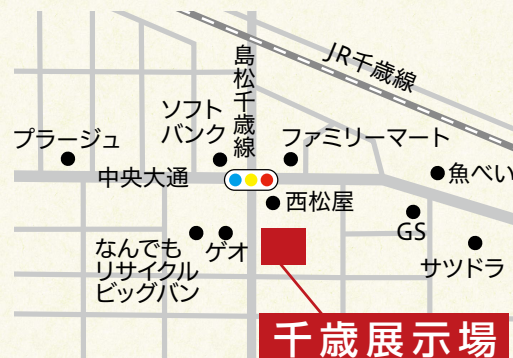 JR千歳線
島松千歳線
ソフト
バンク
プラージュ
ファミリーマート
中央大通
魚べい
西松屋
GS
なんでも
リサイクル
ビッグバン
ゲオ
サツドラ
千歳展示場